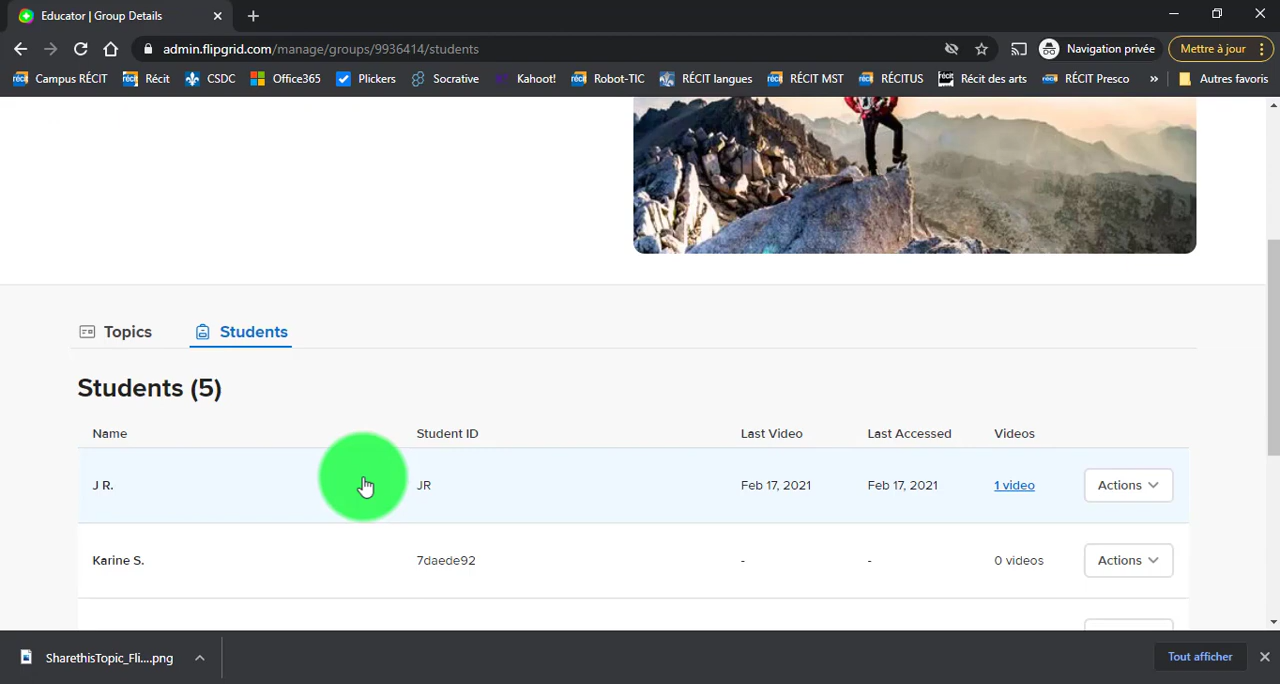 Educator | Group Details
admin.flipgrid.com/manage/groups/9936414/students
Navigation privée
Mettre à jour
Campus RÉCIT Récit CSDC Office365 Plickers Socrative Kahoot! Robot-TIC RÉCIT langues RÉCIT MST RÉCITUS Récit des arts RÉCIT Presco » Autres favoris
Topics Students
Students (5)
Name Student ID Last Video Last Accessed Videos
J R. JR Feb 17, 2021 Feb 17, 2021 1 video Actions
Karine S. 7daede92 - - 0 videos Actions
SharethisTopic_Fli....png Tout afficher